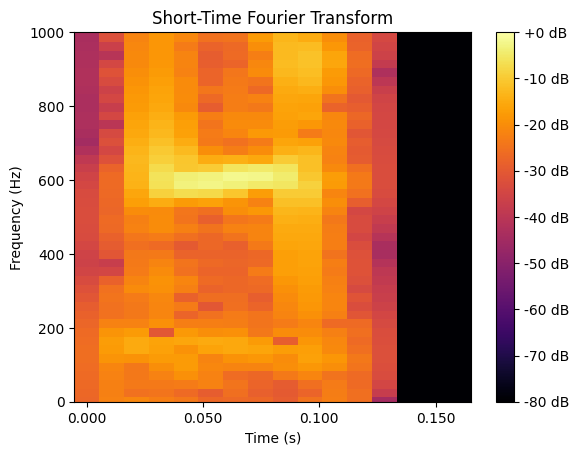 Short-Time Fourier Transform
Frequency (Hz)
1000
800
600
400
200
0
0.000
0.050
0.100
0.150
Time (s)
+0 dB
-10 dB
-20 dB
-30 dB
-40 dB
-50 dB
-60 dB
-70 dB
-80 dB